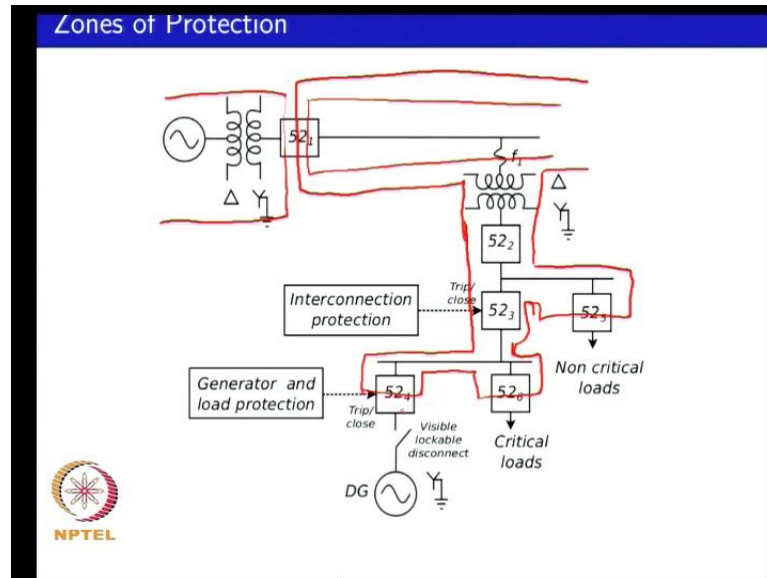 Zones of Protection
52₁
f₁
Δ
Δ
52₂
Trip/
close
Interconnection
protection
52₃
52₅
Non critical
loads
Generator and
load protection
Trip/
close
52₄
52₆
Visible
lockable
disconnect
Critical
loads
DG
NPTEL